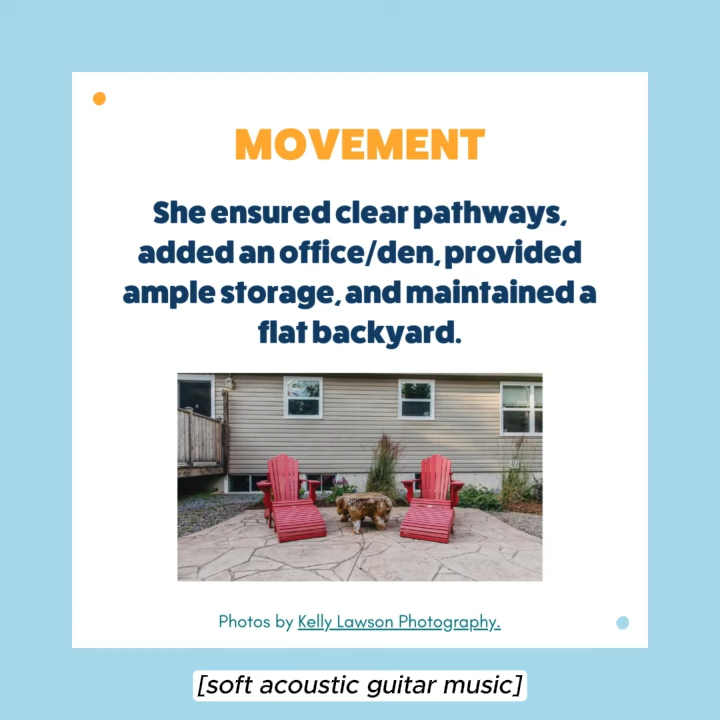 MOVEMENT
She ensured clear pathways,
added an office/den, provided
ample storage, and maintained a
flat backyard.
Photos by Kelly Lawson Photography.
[soft acoustic guitar music]